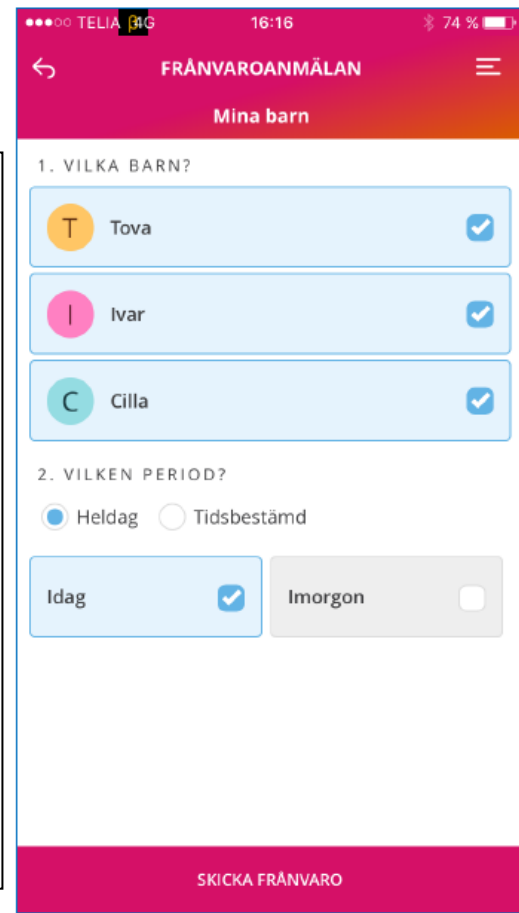 TELIA β4G 16:16 74 %
FRÅNVAROANMÄLAN
Mina barn
1. VILKA BARN?
T Tova
I Ivar
C Cilla
2. VILKEN PERIOD?
Heldag Tidsbestämd
Idag Imorgon
SKICKA FRÅNVARO